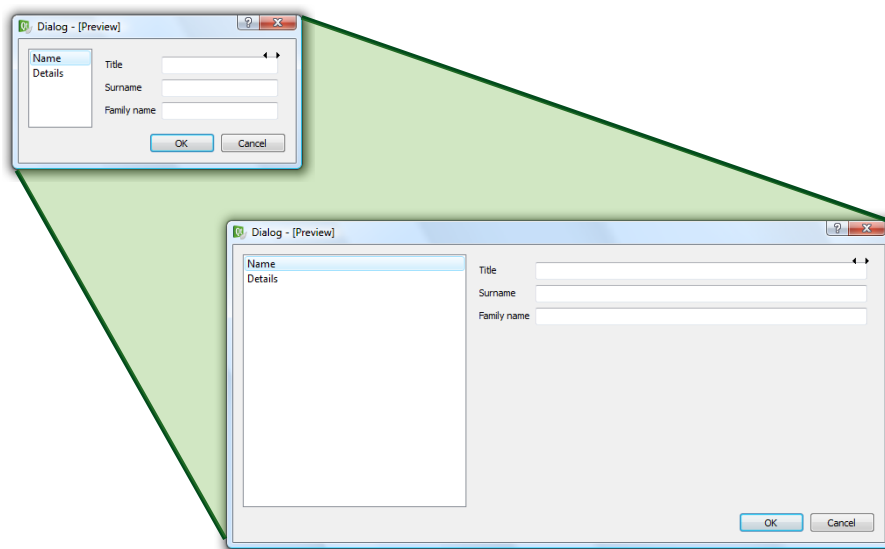 Dialog - [Preview]
Name
Details
Title
Surname
Family name
OK Cancel
Dialog - [Preview]
Name
Details
Title
Surname
Family name
OK Cancel